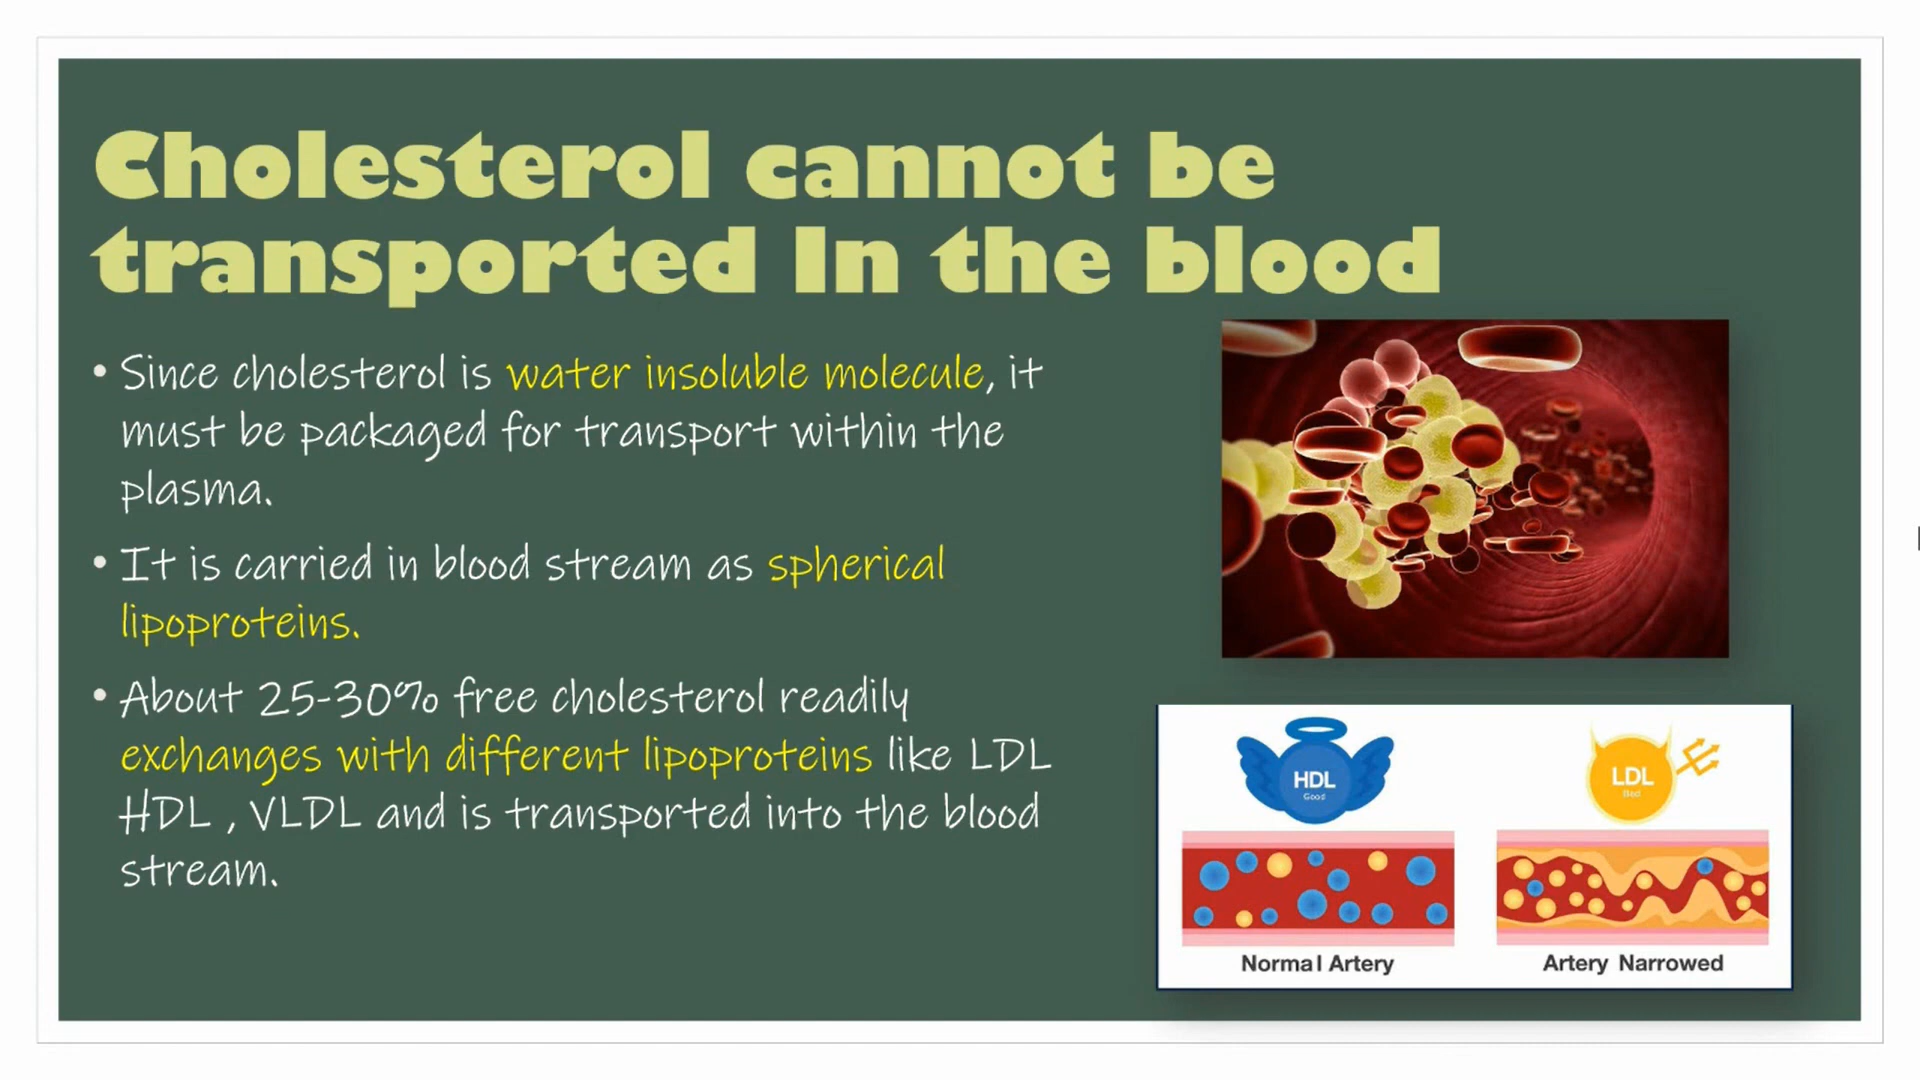 Cholesterol cannot be
transported In the blood
• Since cholesterol is water insoluble molecule, it
must be packaged for transport within the
plasma.
• It is carried in blood stream as spherical
lipoproteins.
• About 25-30% free cholesterol readily
exchanges with different lipoproteins like LDL
HDL , VLDL and is transported into the blood
stream.
HDL
Good
LDL
Bad
Normal Artery
Artery Narrowed